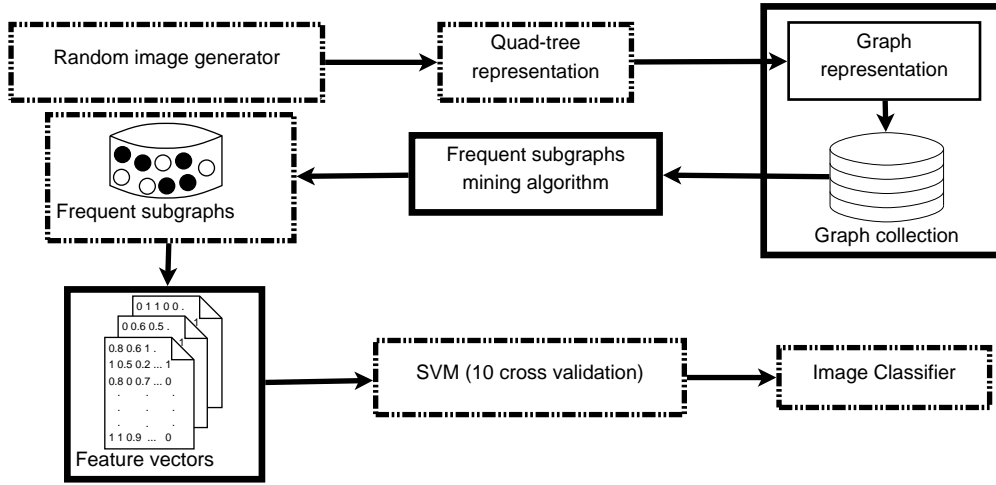 Random image generator
Quad-tree
representation
Graph
representation
Graph collection
Frequent subgraphs
mining algorithm
Frequent subgraphs
0 1 1 0 0 .
1
0 0.6 0.5 .
1
0.8 0.6 1 .
1 0.5 0.2 ... 1
0.8 0 0.7 ... 0
. . .
. . .
. . .
1 1 0.9 ... 0
Feature vectors
SVM (10 cross validation)
Image Classifier